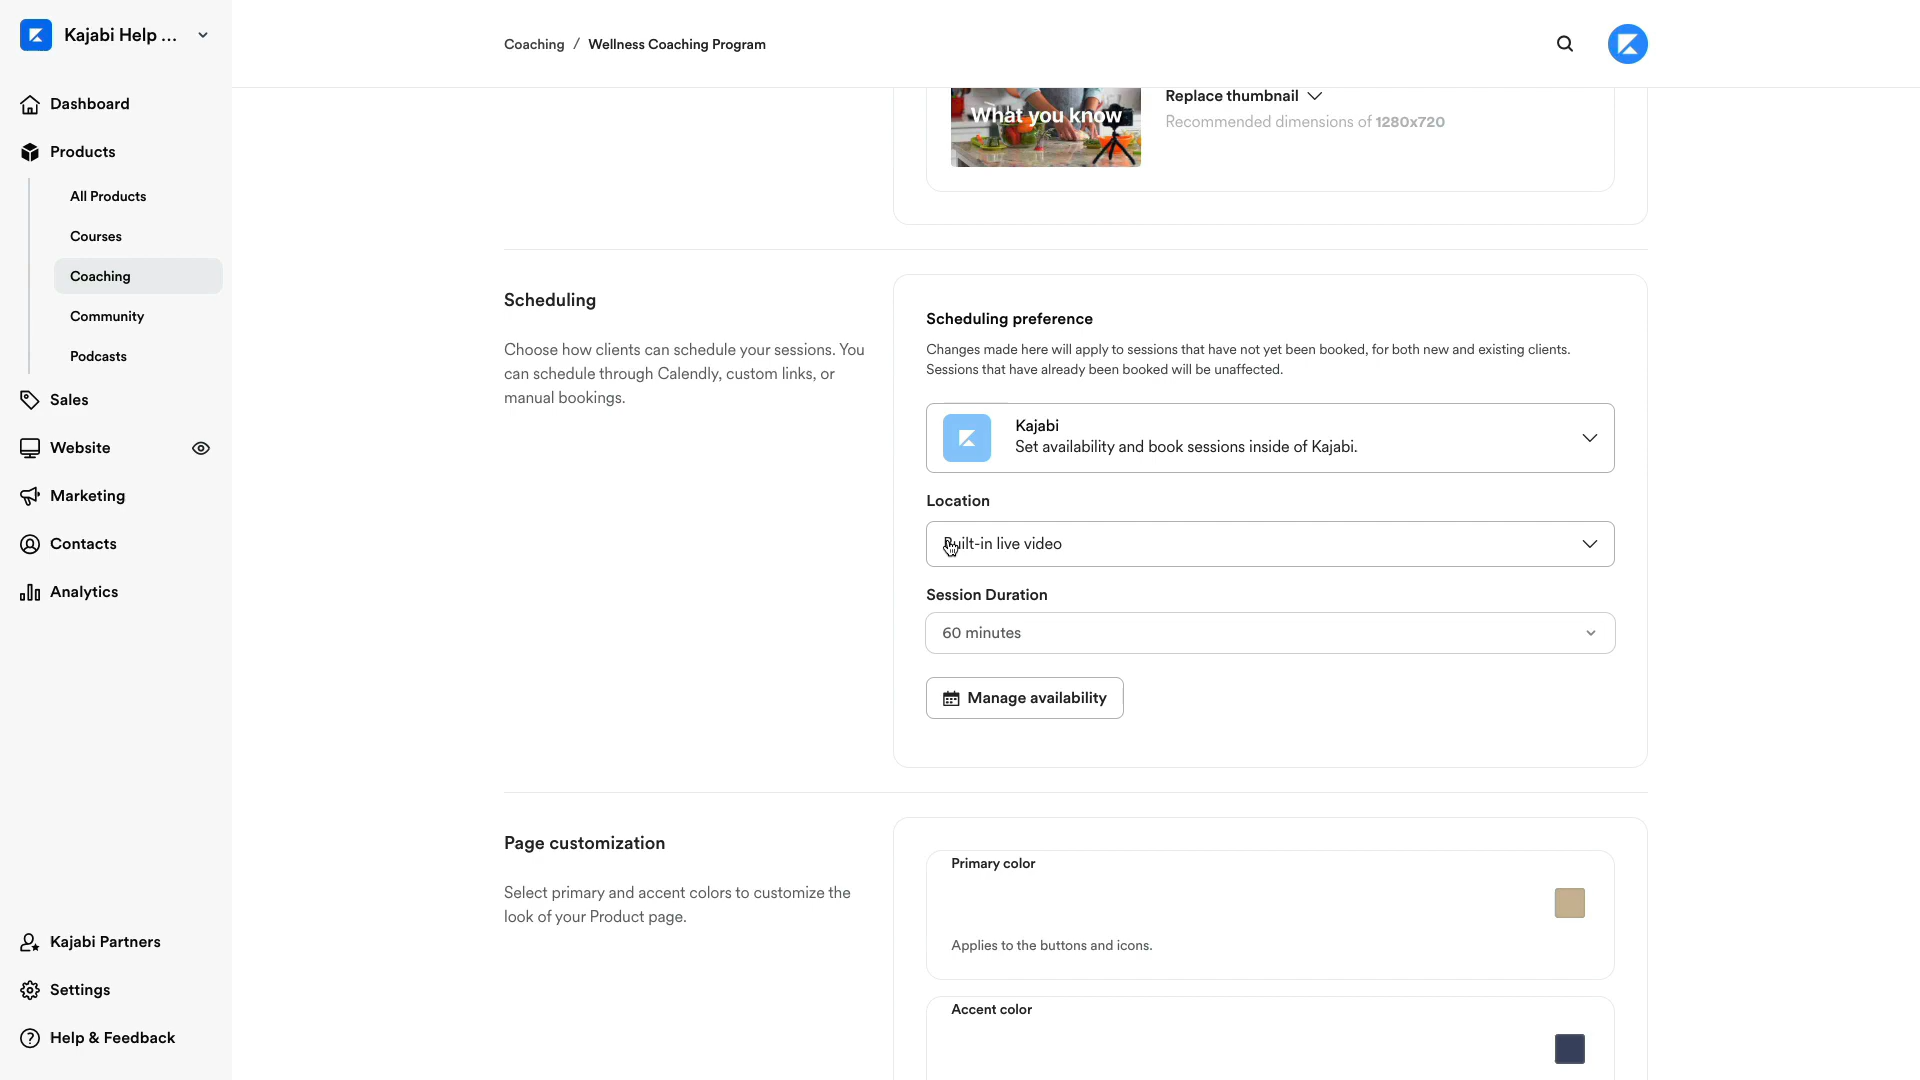 Kajabi Help ...
Coaching / Wellness Coaching Program
Dashboard
Products
All Products
Courses
Coaching
Community
Podcasts
Sales
Website
Marketing
Contacts
Analytics
Kajabi Partners
Settings
Help & Feedback
What you know
Replace thumbnail
Recommended dimensions of 1280x720
Scheduling
Choose how clients can schedule your sessions. You
can schedule through Calendly, custom links, or
manual bookings.
Scheduling preference
Changes made here will apply to sessions that have not yet been booked, for both new and existing clients.
Sessions that have already been booked will be unaffected.
Kajabi
Set availability and book sessions inside of Kajabi.
Location
Built-in live video
Session Duration
60 minutes
Manage availability
Page customization
Select primary and accent colors to customize the
look of your Product page.
Primary color
Applies to the buttons and icons.
Accent color